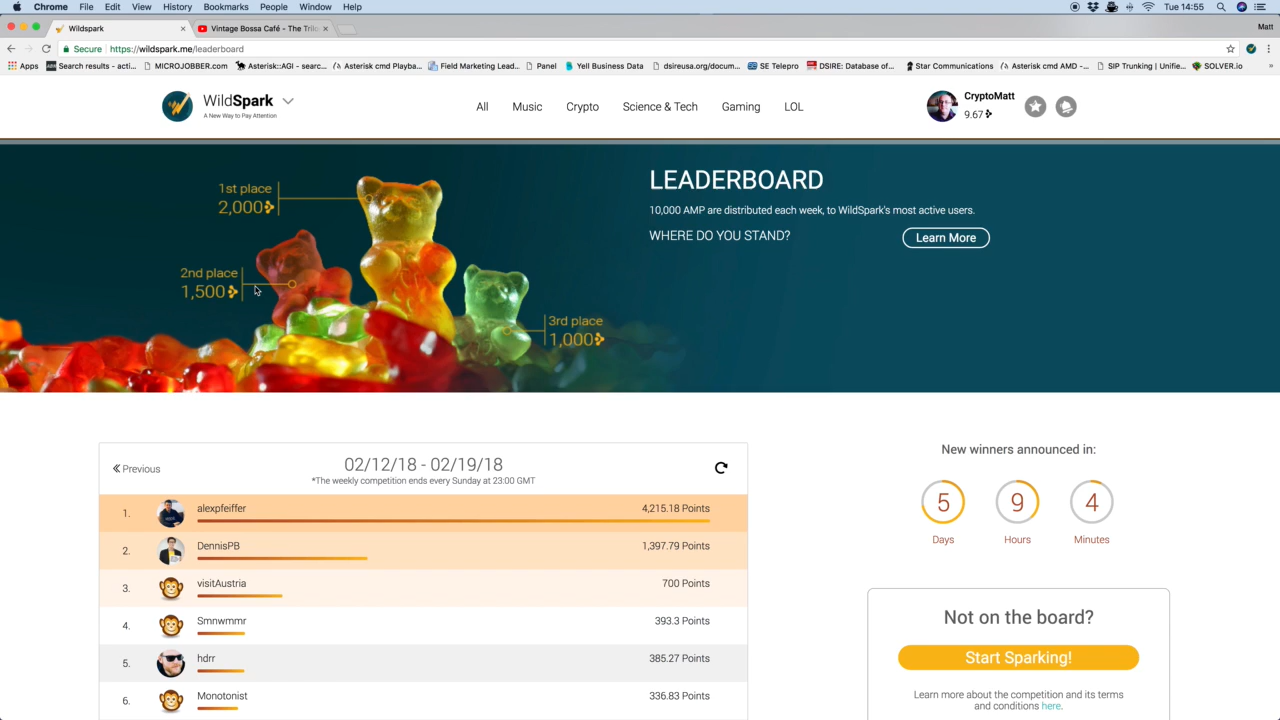 Chrome File Edit View History Bookmarks People Window Help Tue 14:55
Wildspark Vintage Bossa Café - The Trilo Matt
Secure https://wildspark.me/leaderboard
Apps Search results - acti... MICROJOBBER.com Asterisk::AGI - searc... Asterisk cmd Playba... Field Marketing Lead... Panel Yell Business Data dsireusa.org/docum... SE Telepro DSIRE: Database of... Star Communications Asterisk cmd AMD -... SIP Trunking | Unifie... SOLVER.io »
WildSpark
A New Way to Pay Attention
All Music Crypto Science & Tech Gaming LOL
CryptoMatt
9.67
1st place
2,000
2nd place
1,500
3rd place
1,000
LEADERBOARD
10,000 AMP are distributed each week, to WildSpark's most active users.
WHERE DO YOU STAND? Learn More
Previous
02/12/18 - 02/19/18
*The weekly competition ends every Sunday at 23:00 GMT
1. alexpfeiffer 4,215.18 Points
2. DennisPB 1,397.79 Points
3. visitAustria 700 Points
4. Smnwmmr 393.3 Points
5. hdrr 385.27 Points
6. Monotonist 336.83 Points
New winners announced in:
5 9 4
Days Hours Minutes
Not on the board?
Start Sparking!
Learn more about the competition and its terms
and conditions here.